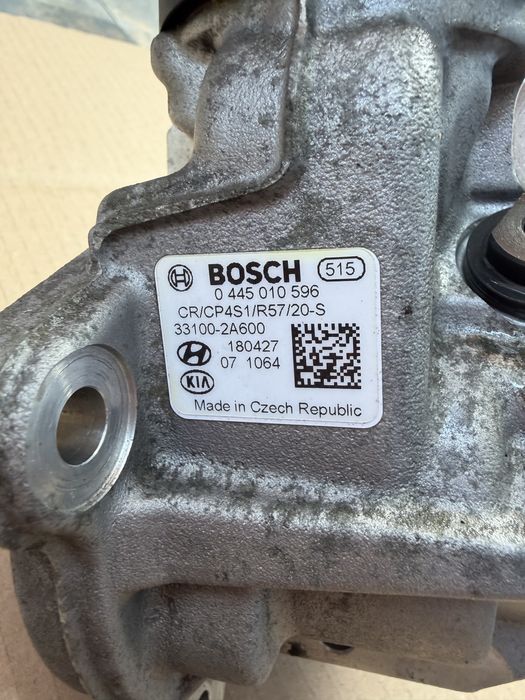 BOSCH 515
0 445 010 596
CR/CP4S1/R57/20-S
33100-2A600
180427
07 1064
KIA
Made in Czech Republic